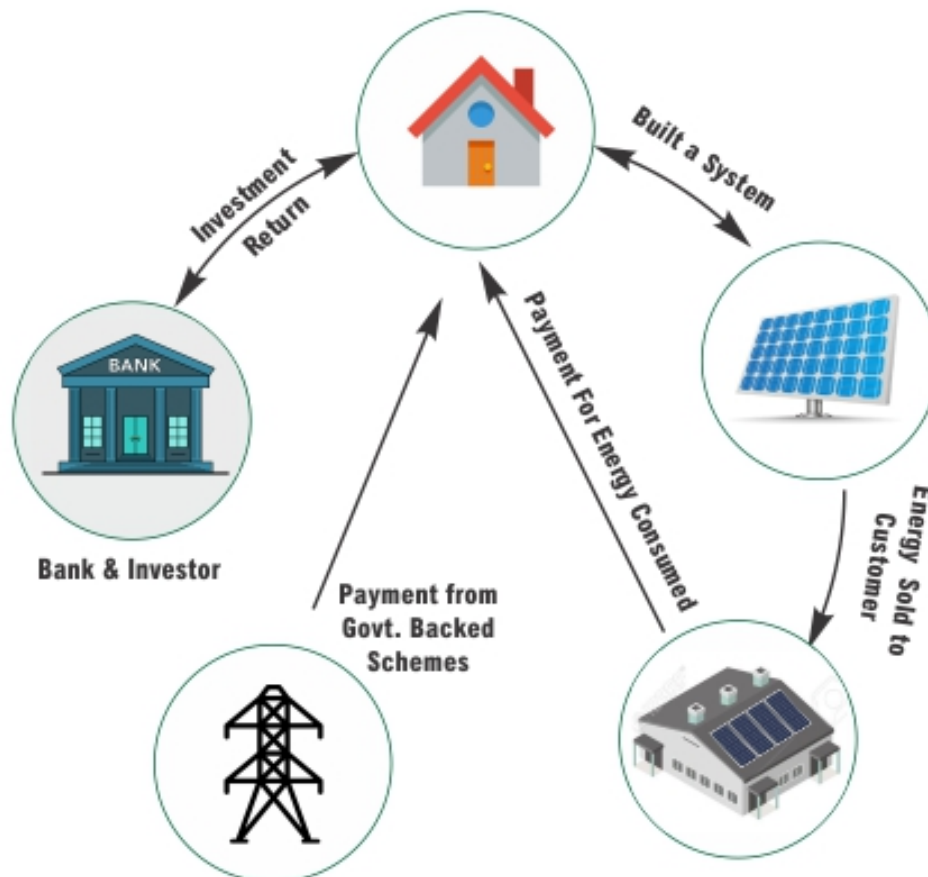 Built a System
Investment
Return
BANK
Payment For Energy Consumed
Bank & Investor
Energy Sold to
Customer
Payment from
Govt. Backed
Schemes